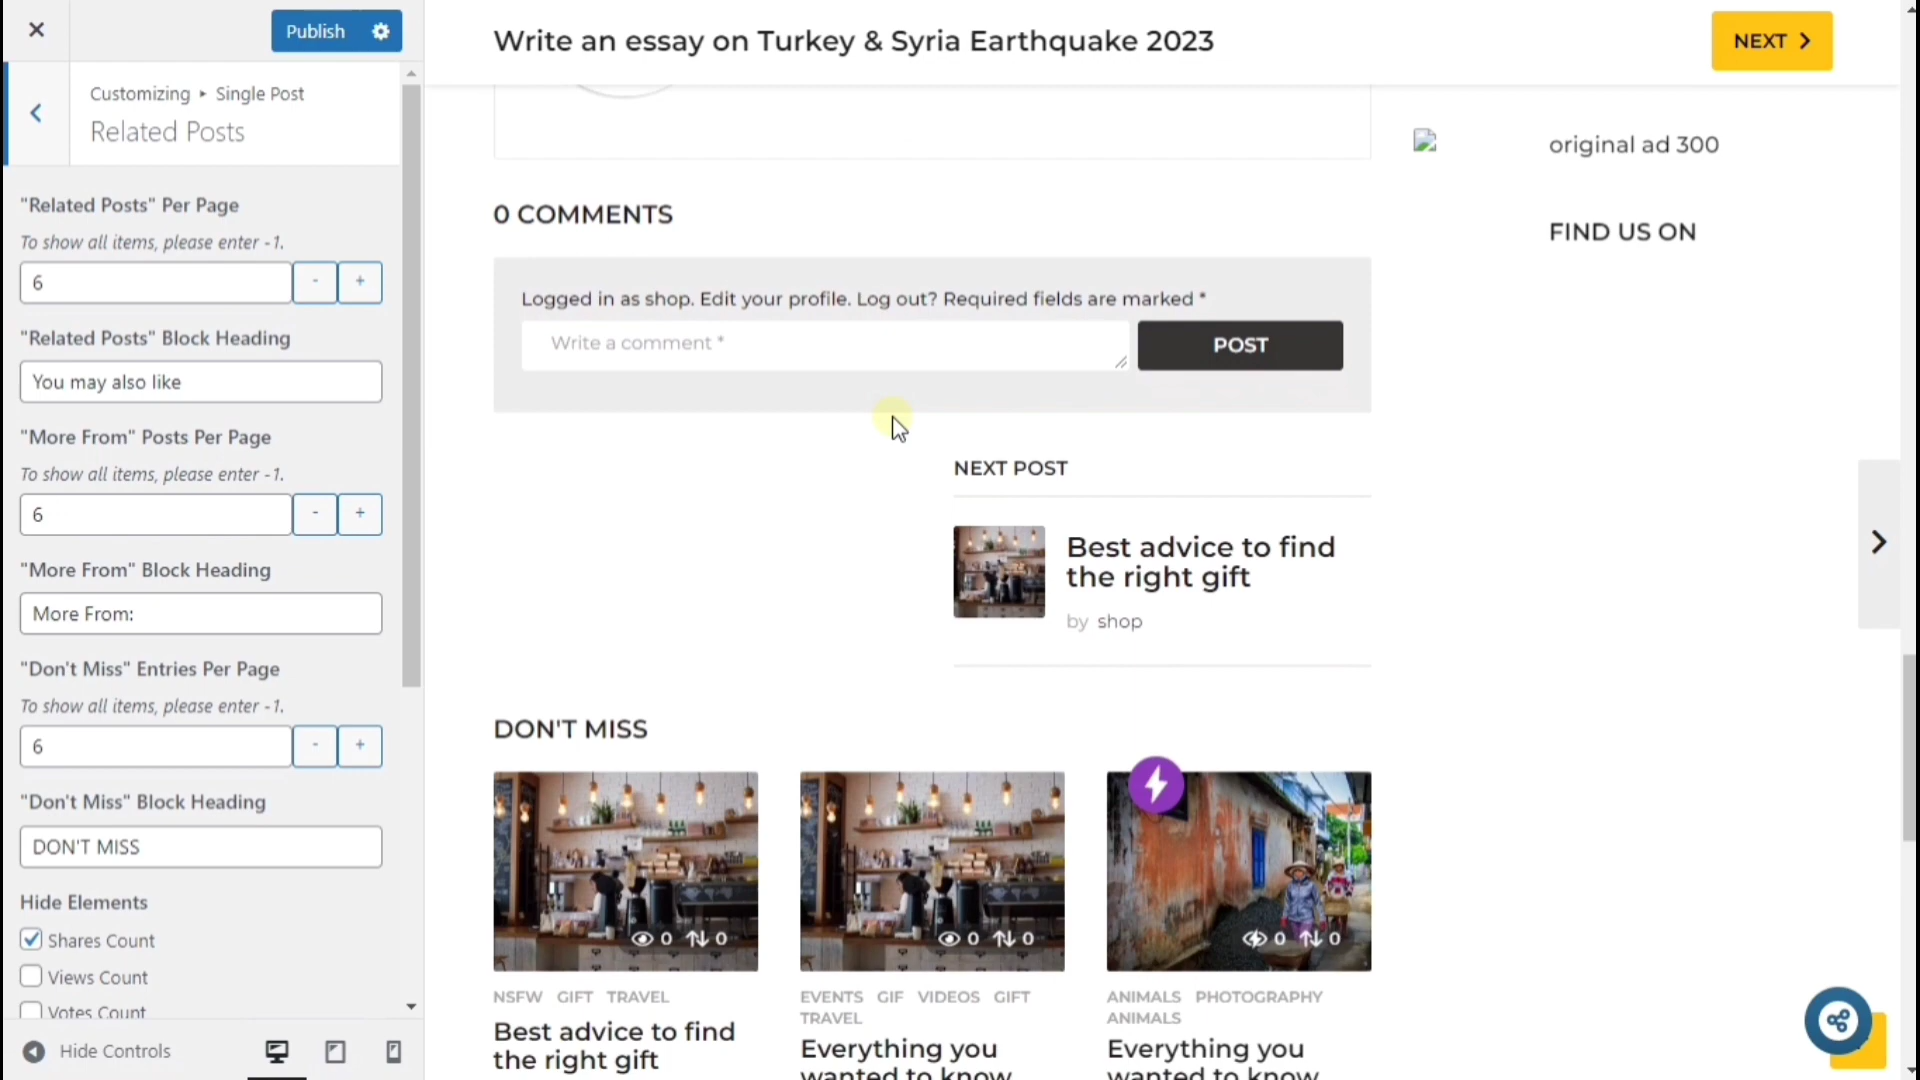 Publish
Customizing ▸ Single Post
Related Posts
"Related Posts" Per Page
To show all items, please enter -1.
6
-
+
"Related Posts" Block Heading
You may also like
"More From" Posts Per Page
To show all items, please enter -1.
6
-
+
"More From" Block Heading
More From:
"Don't Miss" Entries Per Page
To show all items, please enter -1.
6
-
+
"Don't Miss" Block Heading
DON'T MISS
Hide Elements
Shares Count
Views Count
Votes Count
Hide Controls
Write an essay on Turkey & Syria Earthquake 2023
NEXT
original ad 300
FIND US ON
0 COMMENTS
Logged in as shop. Edit your profile. Log out? Required fields are marked *
Write a comment *
POST
NEXT POST
Best advice to find
the right gift
by shop
DON'T MISS
0 0
NSFW GIFT TRAVEL
Best advice to find
the right gift
0 0
EVENTS GIF VIDEOS GIFT
TRAVEL
Everything you
wanted to know
0 0
ANIMALS PHOTOGRAPHY
ANIMALS
Everything you
wanted to know